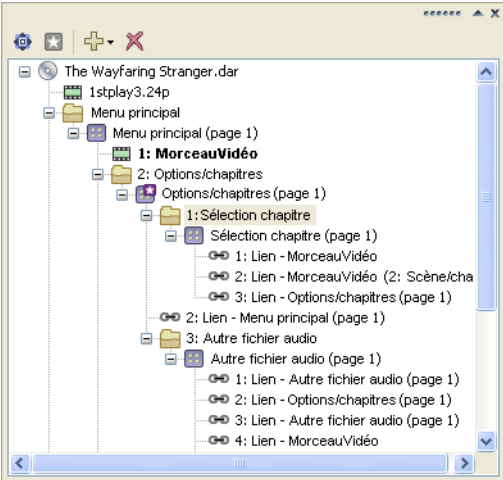 The Wayfaring Stranger.dar
1stplay3.24p
Menu principal
Menu principal (page 1)
1: MorceauVidéo
2: Options/chapitres
Options/chapitres (page 1)
1:Sélection chapitre
Sélection chapitre (page 1)
1: Lien - MorceauVidéo
2: Lien - MorceauVidéo (2: Scène/cha
3: Lien - Options/chapitres (page 1)
2: Lien - Menu principal (page 1)
3: Autre fichier audio
Autre fichier audio (page 1)
1: Lien - Autre fichier audio (page 1)
2: Lien - Options/chapitres (page 1)
3: Lien - Autre fichier audio (page 1)
4: Lien - MorceauVidéo